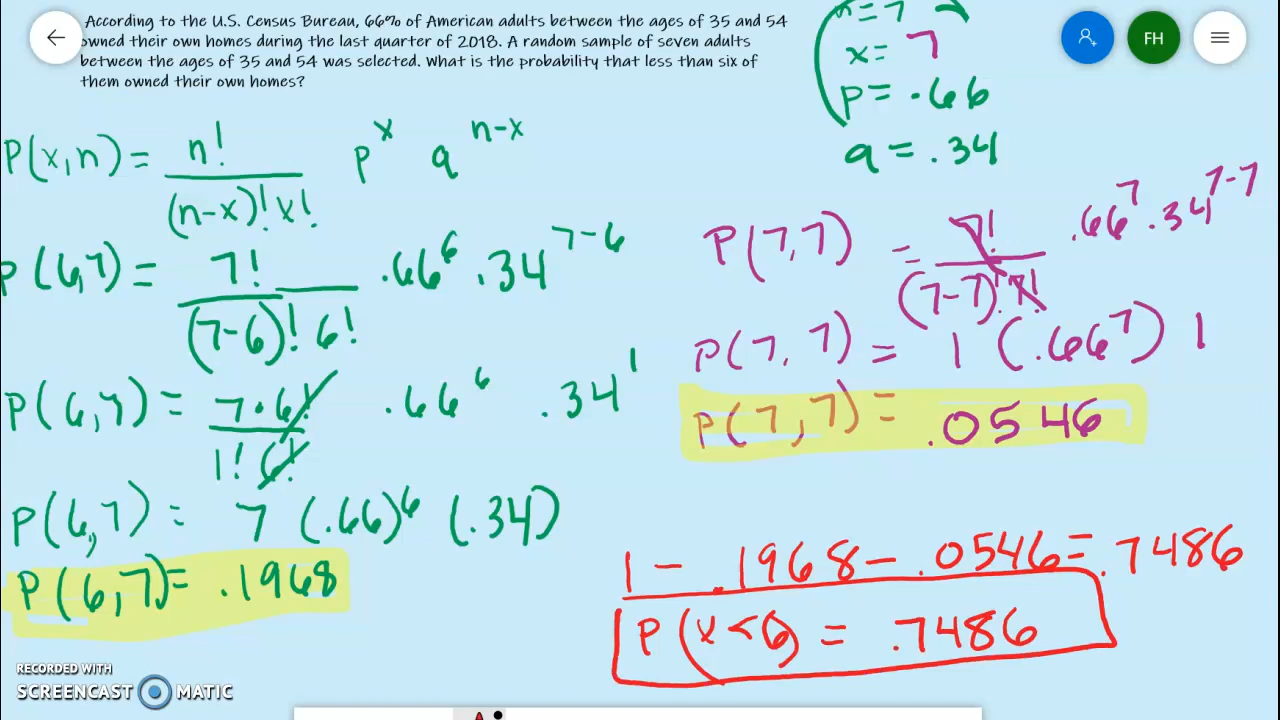 According to the U.S. Census Bureau, 66% of American adults between the ages of 35 and 54
owned their own homes during the last quarter of 2018. A random sample of seven adults
between the ages of 35 and 54 was selected. What is the probability that less than six of
them owned their own homes?
FH
n=7
x=7
p=.66
q=.34
P(x,n) = n! / (n-x)! x! p^x q^(n-x)
P(6,7) = 7! / (7-6)! 6! .66^6 .34^(7-6)
P(6,7) = 7•6! / 1! 6! .66^6 .34^1
P(6,7) = 7 (.66)^6 (.34)
P(6,7) = .1968
P(7,7) = 7! / (7-7)! 7! .66^7 .34^(7-7)
P(7,7) = 1 (.66^7) 1
P(7,7) = .0546
1 - .1968 - .0546 = .7486
P(x<6) = .7486
RECORDED WITH
SCREENCAST MATIC